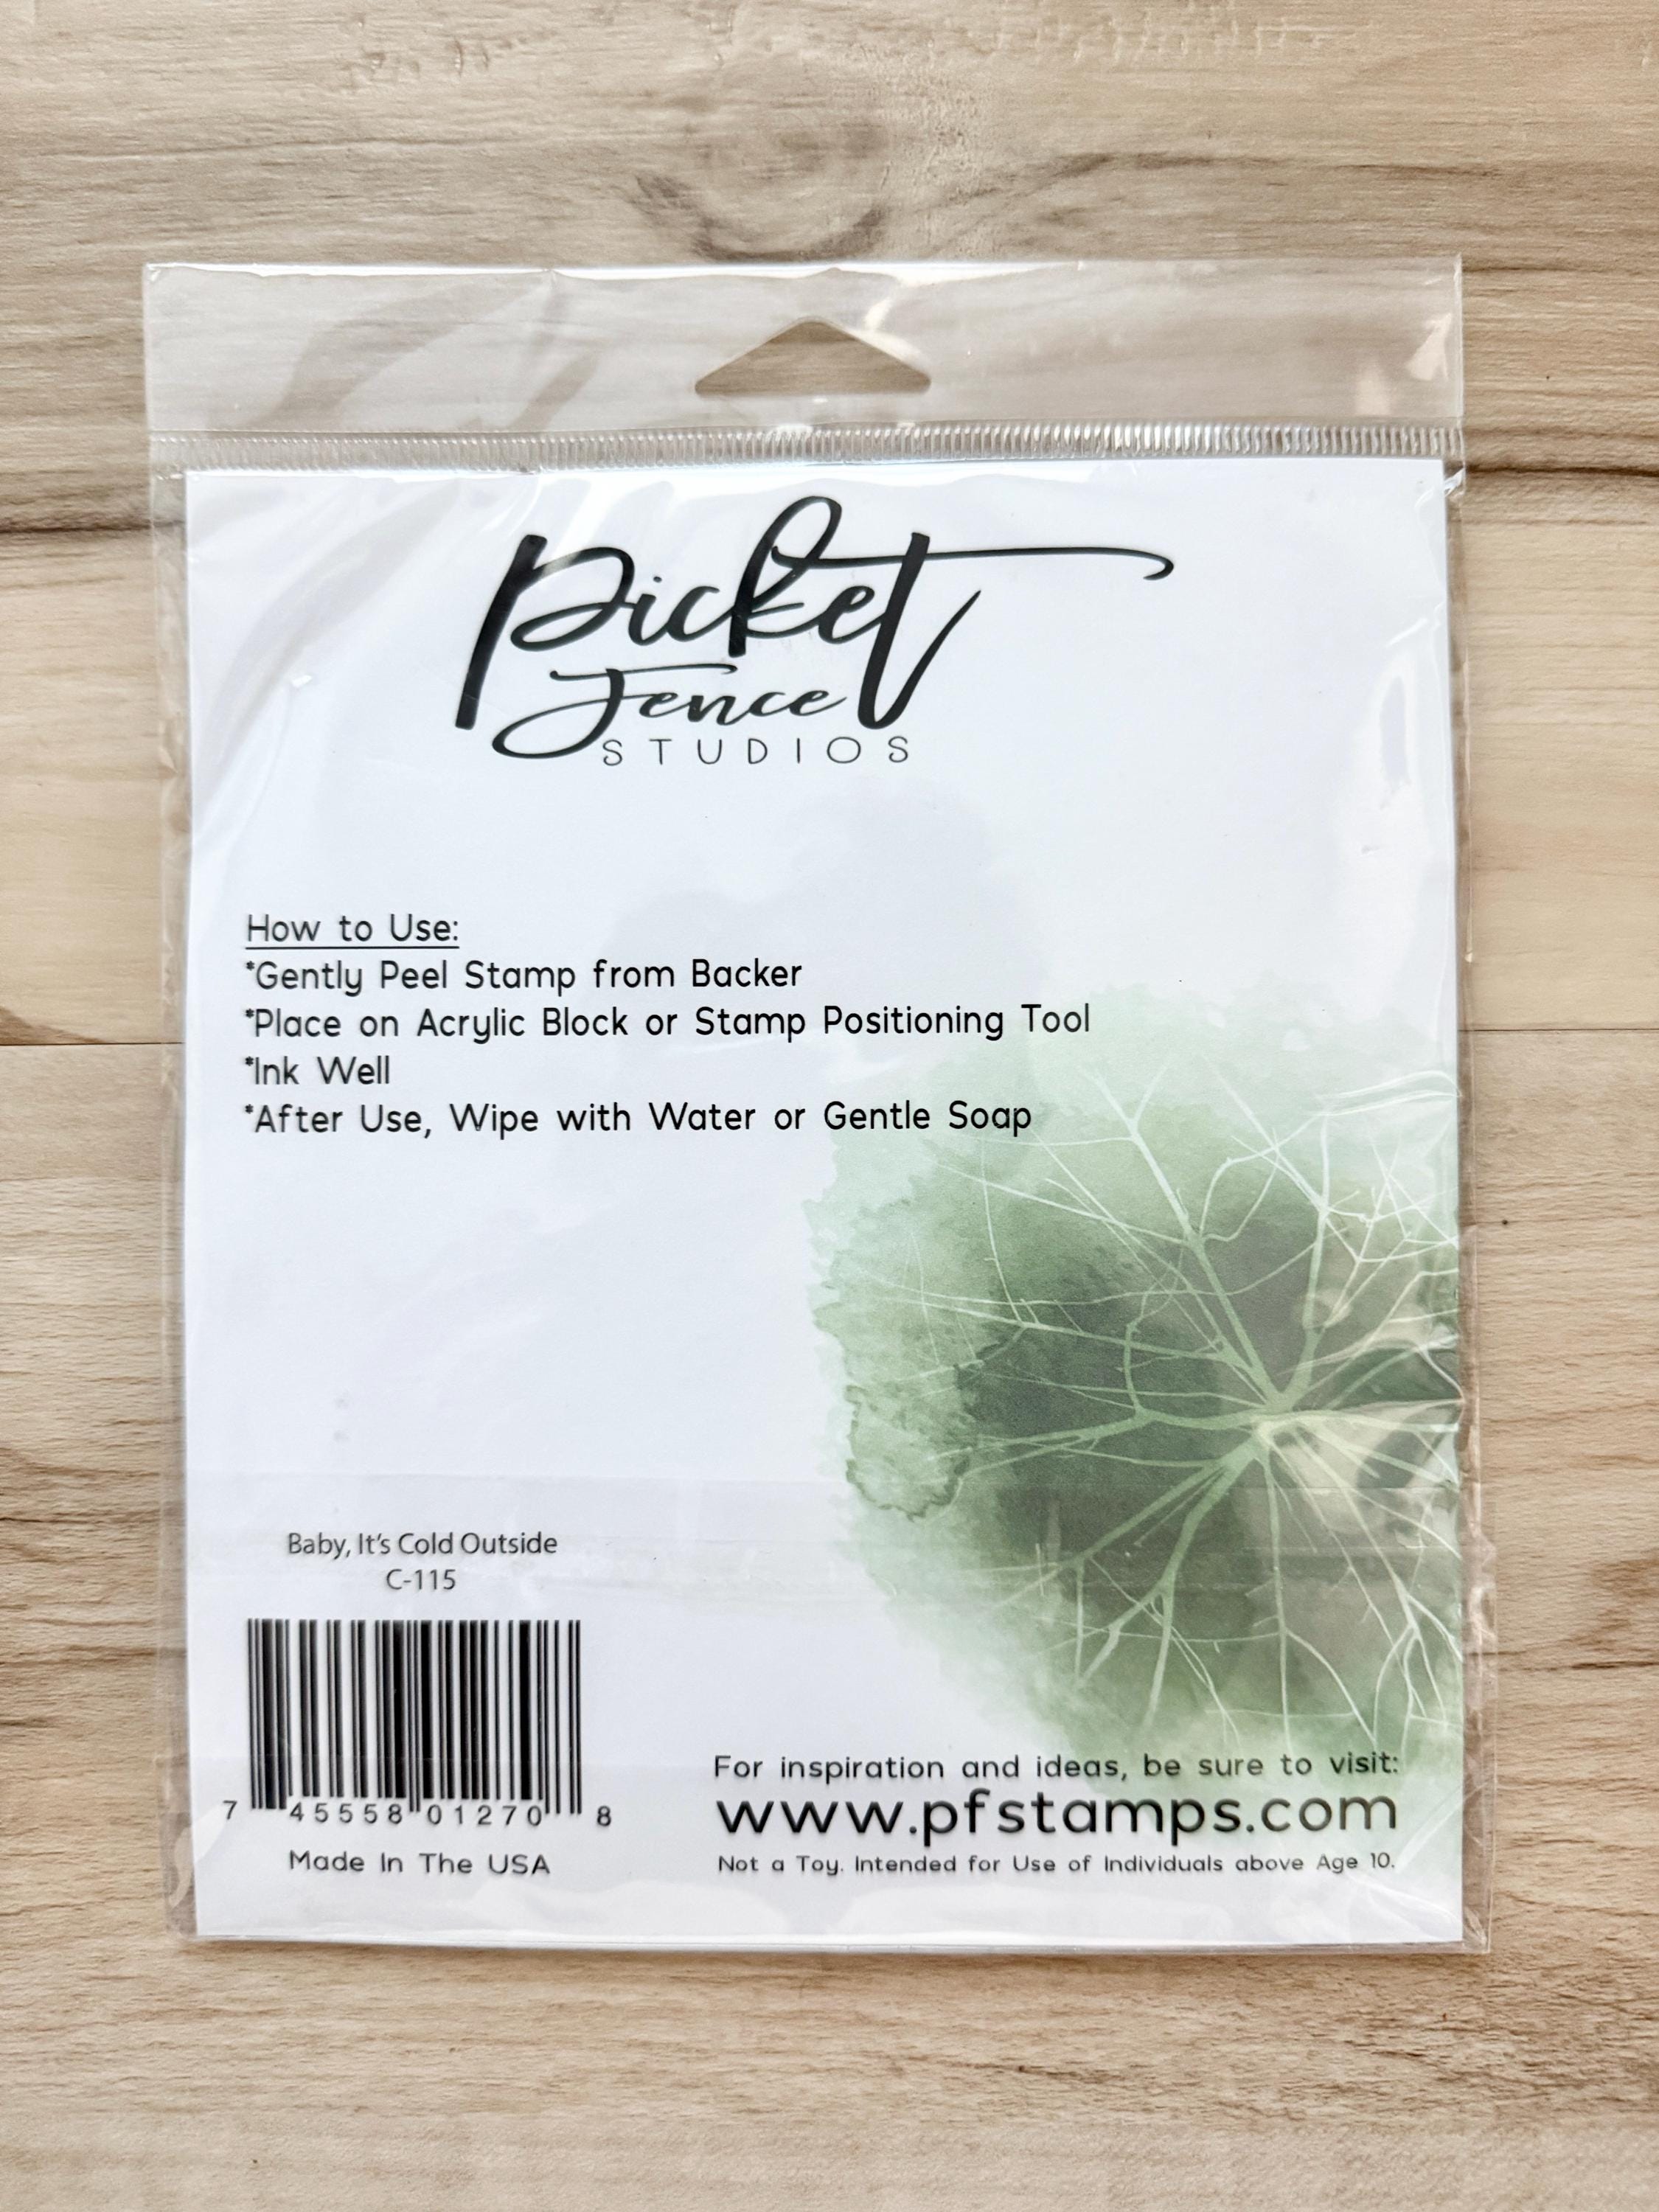 Picket
Fence
STUDIOS
How to Use:
*Gently Peel Stamp from Backer
*Place on Acrylic Block or Stamp Positioning Tool
*Ink Well
*After Use, Wipe with Water or Gentle Soap
Baby, It's Cold Outside
C-115
7 45558 01270 8
Made In The USA
For inspiration and ideas, be sure to visit:
www.pfstamps.com
Not a Toy. Intended for Use of Individuals above Age 10.